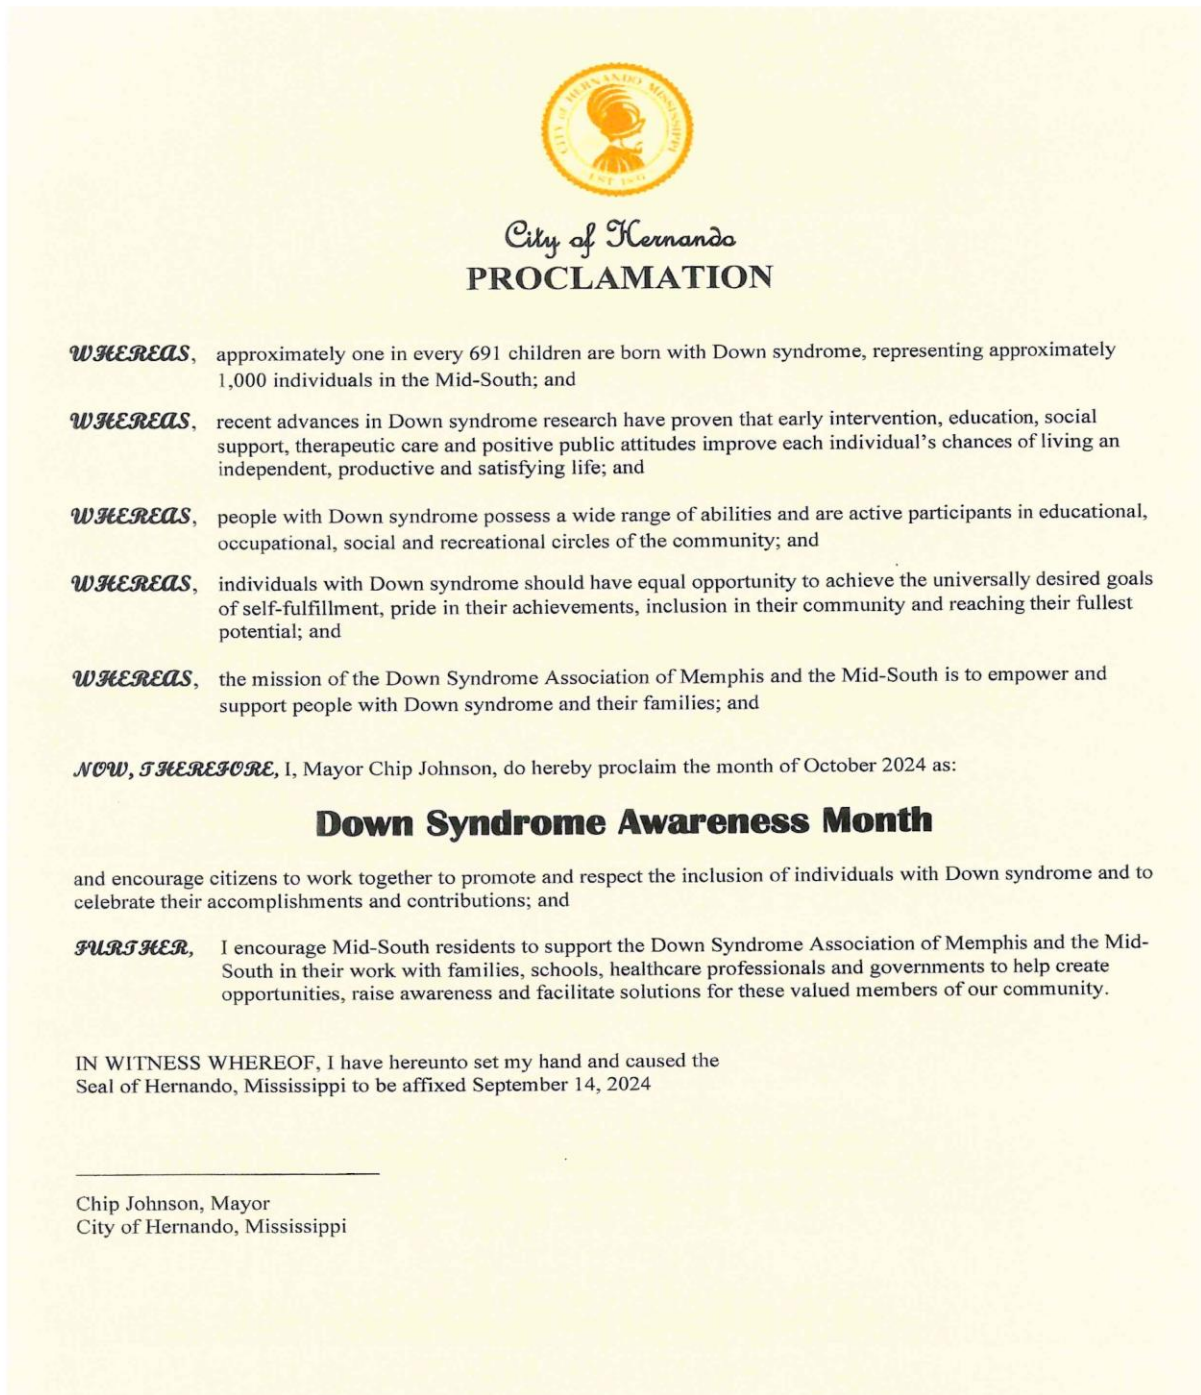 CITY of HERNANDO MISSISSIPPI
EST
City of Hernando
PROCLAMATION
WHEREAS, approximately one in every 691 children are born with Down syndrome, representing approximately
1,000 individuals in the Mid-South; and
WHEREAS, recent advances in Down syndrome research have proven that early intervention, education, social
support, therapeutic care and positive public attitudes improve each individual's chances of living an
independent, productive and satisfying life; and
WHEREAS, people with Down syndrome possess a wide range of abilities and are active participants in educational,
occupational, social and recreational circles of the community; and
WHEREAS, individuals with Down syndrome should have equal opportunity to achieve the universally desired goals
of self-fulfillment, pride in their achievements, inclusion in their community and reaching their fullest
potential; and
WHEREAS, the mission of the Down Syndrome Association of Memphis and the Mid-South is to empower and
support people with Down syndrome and their families; and
NOW, THEREFORE, I, Mayor Chip Johnson, do hereby proclaim the month of October 2024 as:
Down Syndrome Awareness Month
and encourage citizens to work together to promote and respect the inclusion of individuals with Down syndrome and to
celebrate their accomplishments and contributions; and
FURTHER, I encourage Mid-South residents to support the Down Syndrome Association of Memphis and the Mid-
South in their work with families, schools, healthcare professionals and governments to help create
opportunities, raise awareness and facilitate solutions for these valued members of our community.
IN WITNESS WHEREOF, I have hereunto set my hand and caused the
Seal of Hernando, Mississippi to be affixed September 14, 2024
Chip Johnson, Mayor
City of Hernando, Mississippi